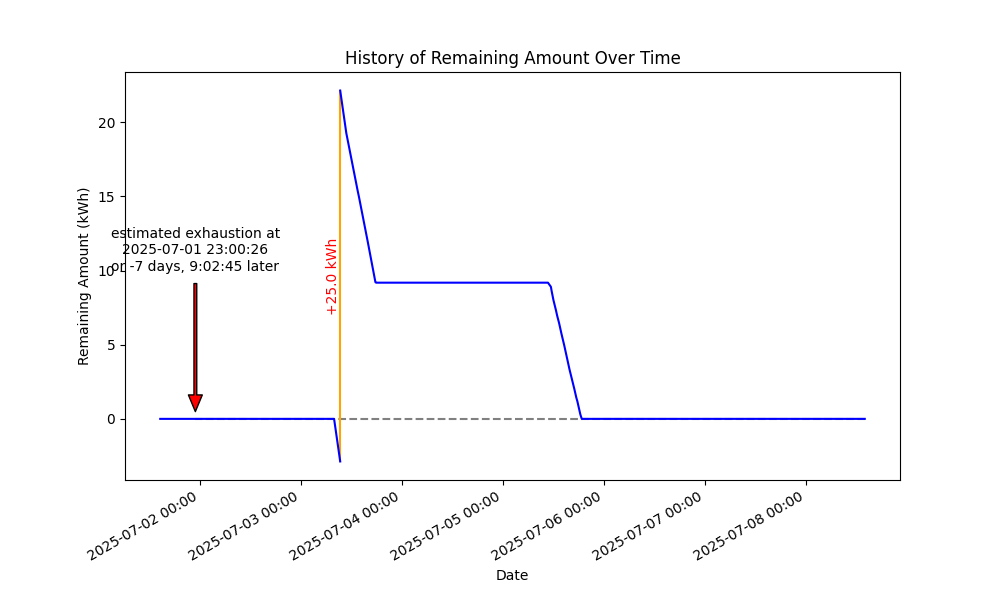 History of Remaining Amount Over Time
Remaining Amount (kWh)
20
15
10
5
0
estimated exhaustion at
2025-07-01 23:00:26
or -7 days, 9:02:45 later
+25.0 kWh
2025-07-02 00:00
2025-07-03 00:00
2025-07-04 00:00
2025-07-05 00:00
2025-07-06 00:00
2025-07-07 00:00
2025-07-08 00:00
Date